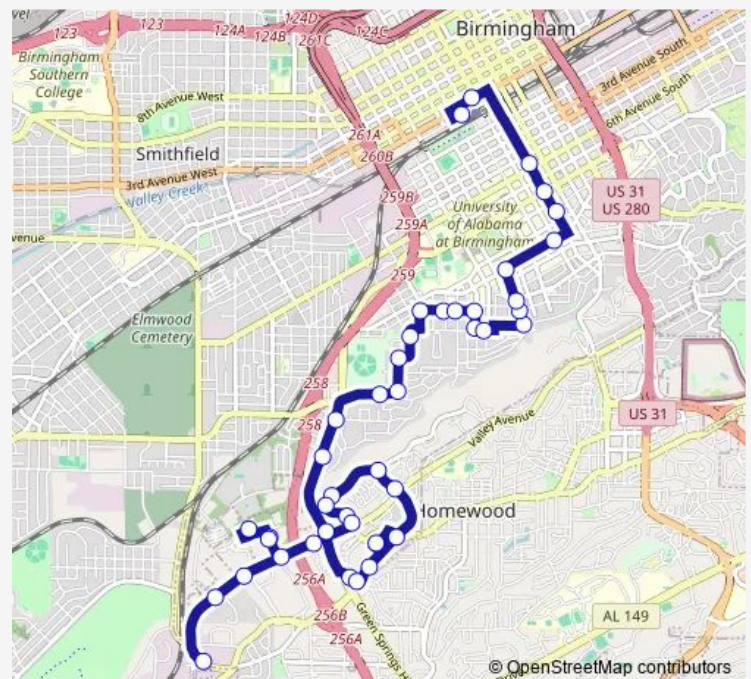 vel
123
123
124A
124B
124D
261C
124C
Birmingham
Birmingham
Southern
College
8th Avenue West
3rd Avenue South
6th Avenue South
261A
260B
Smithfield
3rd Avenue West
Valley Creek
259B
259A
US 31
US 280
University
of Alabama
at Birmingham
venue
259
Elmwood
Cemetery
258
258
US 31
Valley Avenue
Homewood
256A
256B
256A
Green Springs H
AL 149
© OpenStreetMap contributors